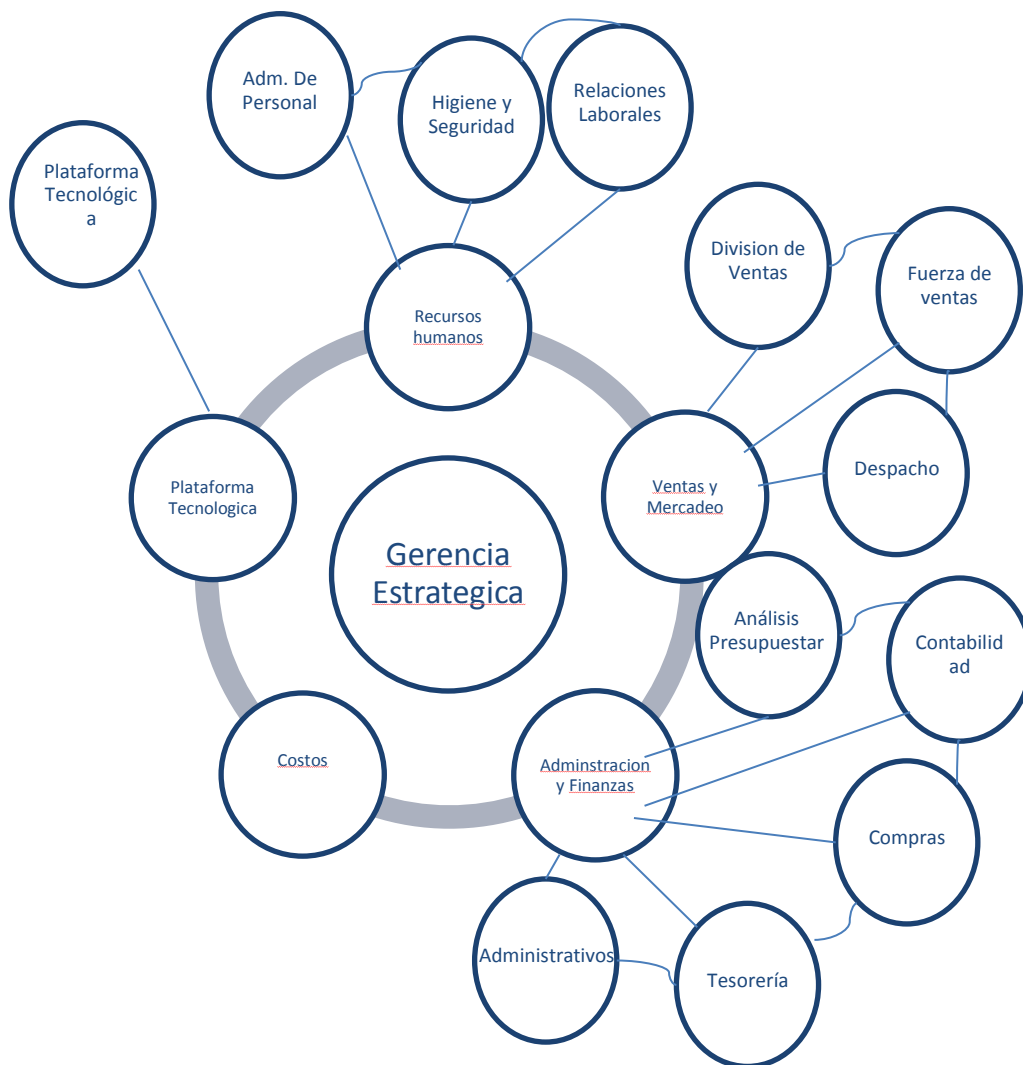 Adm. De
Personal
Higiene y
Seguridad
Relaciones
Laborales
Plataforma
Tecnológic
a
Division de
Ventas
Fuerza de
ventas
Recursos
humanos
Despacho
Ventas y
Mercadeo
Plataforma
Tecnologica
Gerencia
Estrategica
Análisis
Presupuestar
Contabilid
ad
Costos
Adminstracion
y Finanzas
Compras
Administrativos
Tesorería